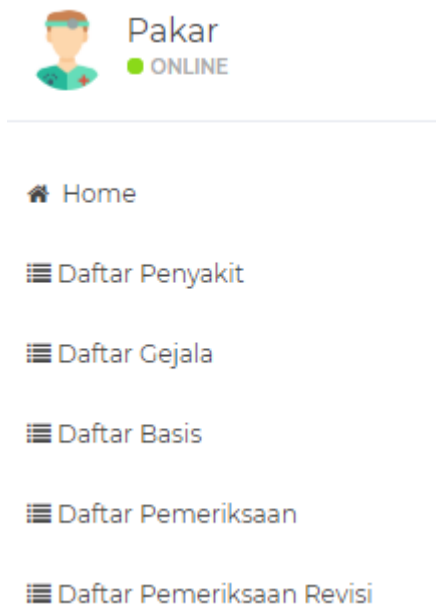 Pakar
ONLINE
Home
Daftar Penyakit
Daftar Gejala
Daftar Basis
Daftar Pemeriksaan
Daftar Pemeriksaan Revisi